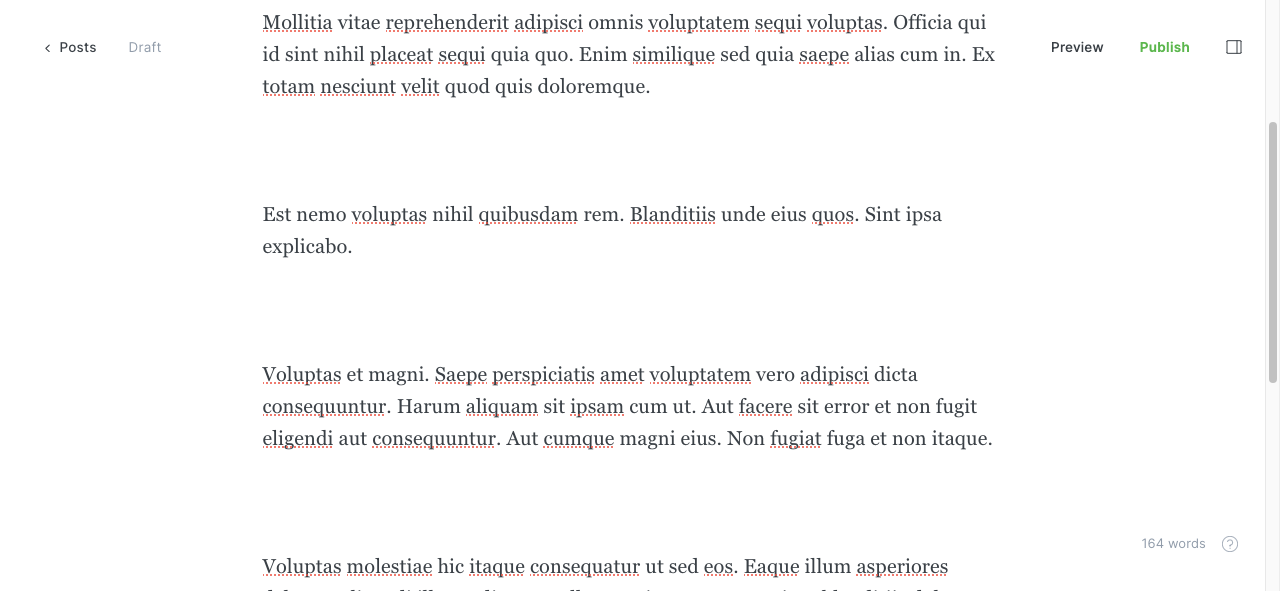 Mollitia vitae reprehenderit adipisci omnis voluptatem sequi voluptas. Officia qui
id sint nihil placeat sequi quia quo. Enim similique sed quia saepe alias cum in. Ex
totam nesciunt velit quod quis doloremque.
Posts
Draft
Preview
Publish
Est nemo voluptas nihil quibusdam rem. Blanditiis unde eius quos. Sint ipsa
explicabo.
Voluptas et magni. Saepe perspiciatis amet voluptatem vero adipisci dicta
consequuntur. Harum aliquam sit ipsam cum ut. Aut facere sit error et non fugit
eligendi aut consequuntur. Aut cumque magni eius. Non fugiat fuga et non itaque.
164 words
Voluptas molestiae hic itaque consequatur ut sed eos. Eaque illum asperiores